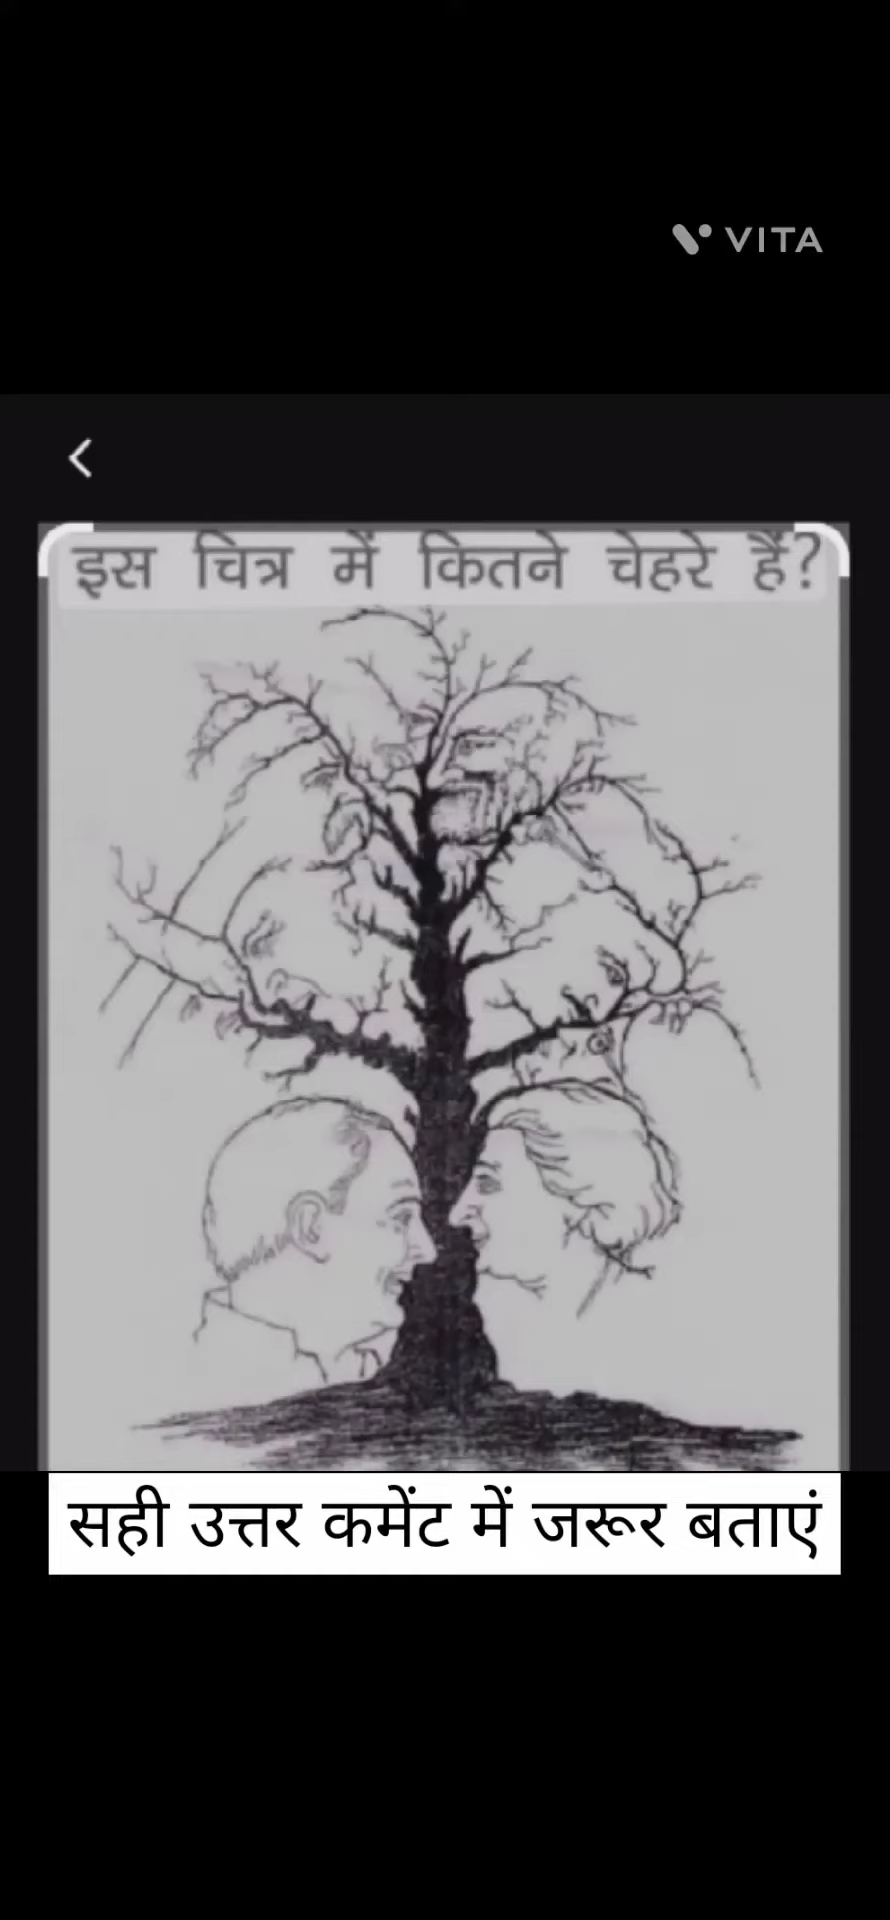 VITA
इस चित्र में कितने चेहरे हैं?
सही उत्तर कमेंट में जरूर बताएं